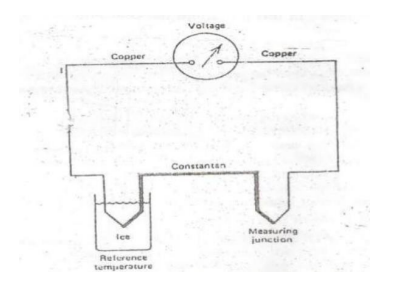 Voltage
Copper
Copper
Constantan
Ice
Measuring
junction
Reference
temperature